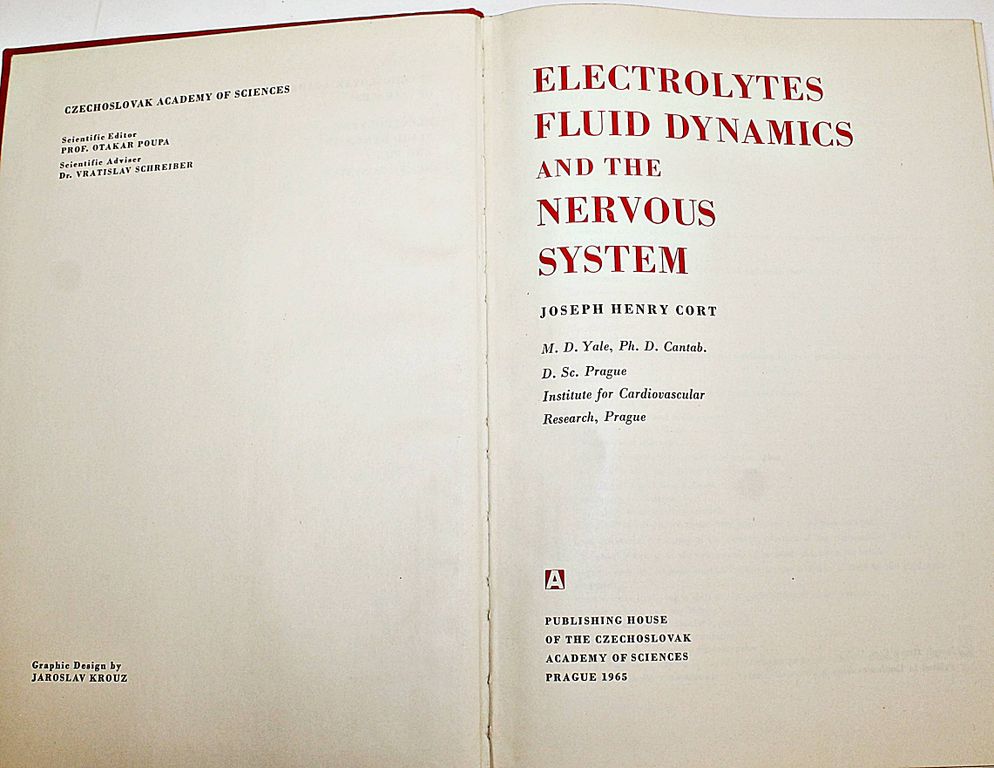 CZECHOSLOVAK ACADEMY OF SCIENCES
Scientific Editor
PROF. OTAKAR POUPA
Scientific Adviser
Dr. VRATISLAV SCHREIBER
Graphic Design by
JAROSLAV KROUZ
ELECTROLYTES
FLUID DYNAMICS
AND THE
NERVOUS
SYSTEM
JOSEPH HENRY CORT
M. D. Yale, Ph. D. Cantab.
D. Sc. Prague
Institute for Cardiovascular
Research, Prague
A
PUBLISHING HOUSE
OF THE CZECHOSLOVAK
ACADEMY OF SCIENCES
PRAGUE 1965